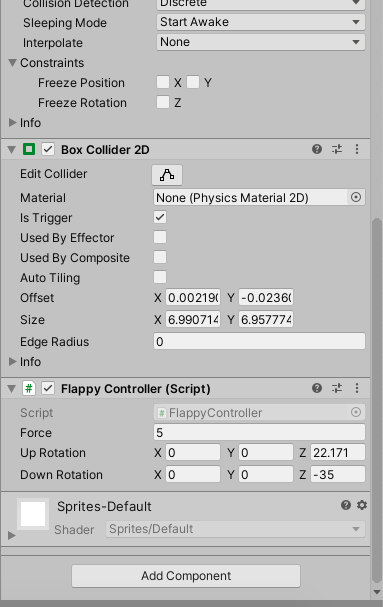 Collision Detection Discrete
Sleeping Mode Start Awake
Interpolate None
Constraints
Freeze Position X Y
Freeze Rotation Z
Info
Box Collider 2D
Edit Collider
Material None (Physics Material 2D)
Is Trigger
Used By Effector
Used By Composite
Auto Tiling
Offset X 0.002190 Y -0.02360
Size X 6.990714 Y 6.957774
Edge Radius 0
Info
# Flappy Controller (Script)
Script # FlappyController
Force 5
Up Rotation X 0 Y 0 Z 22.171
Down Rotation X 0 Y 0 Z -35
Sprites-Default
Shader Sprites/Default
Add Component